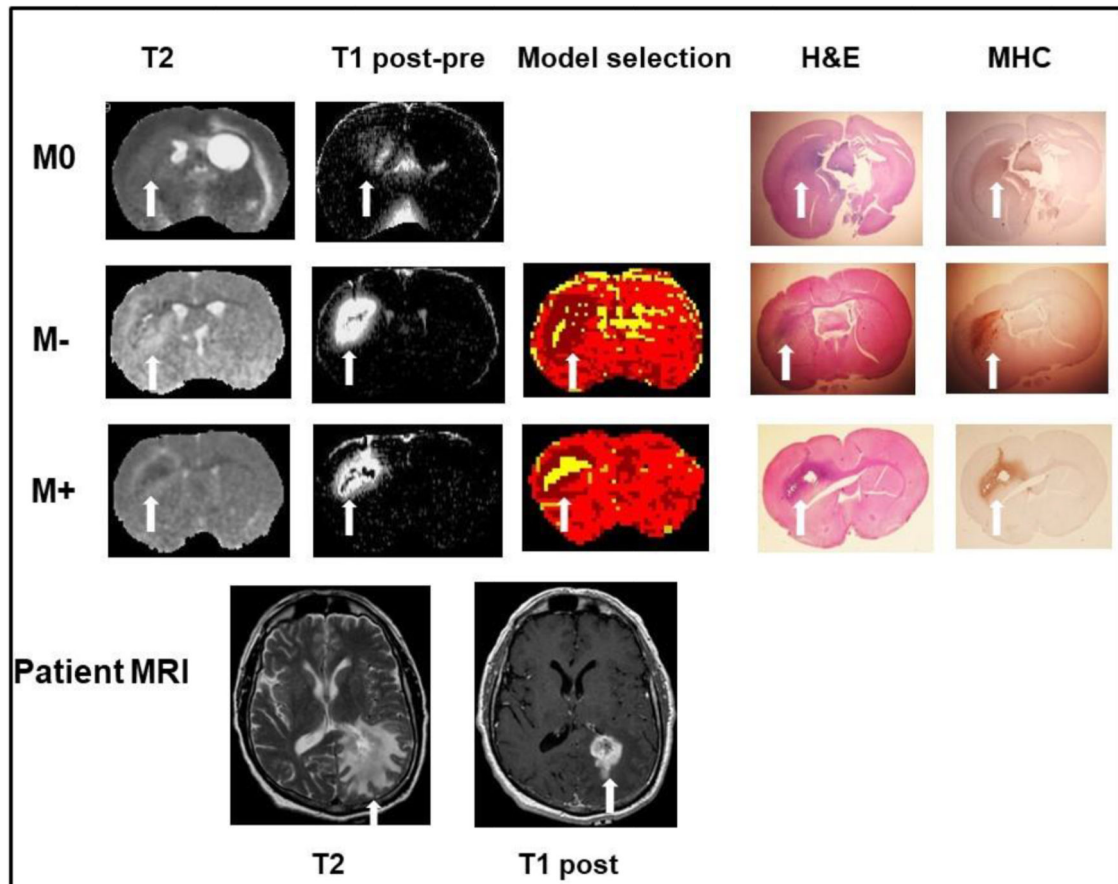 T2 T1 post-pre Model selection H&E MHC
M0
M-
M+
Patient MRI
T2 T1 post